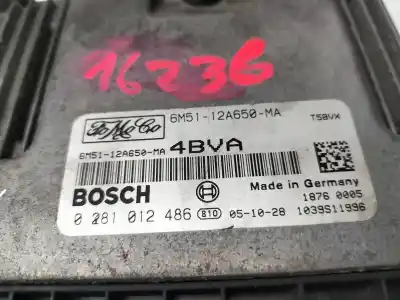 16236
FoMoCo 6M51-12A650-MA T5BVX
6M51-12A650-MA 4BVA
BOSCH Made in Germany
1876 0005
0 281 012 486 810 05-10-28 1039S11996